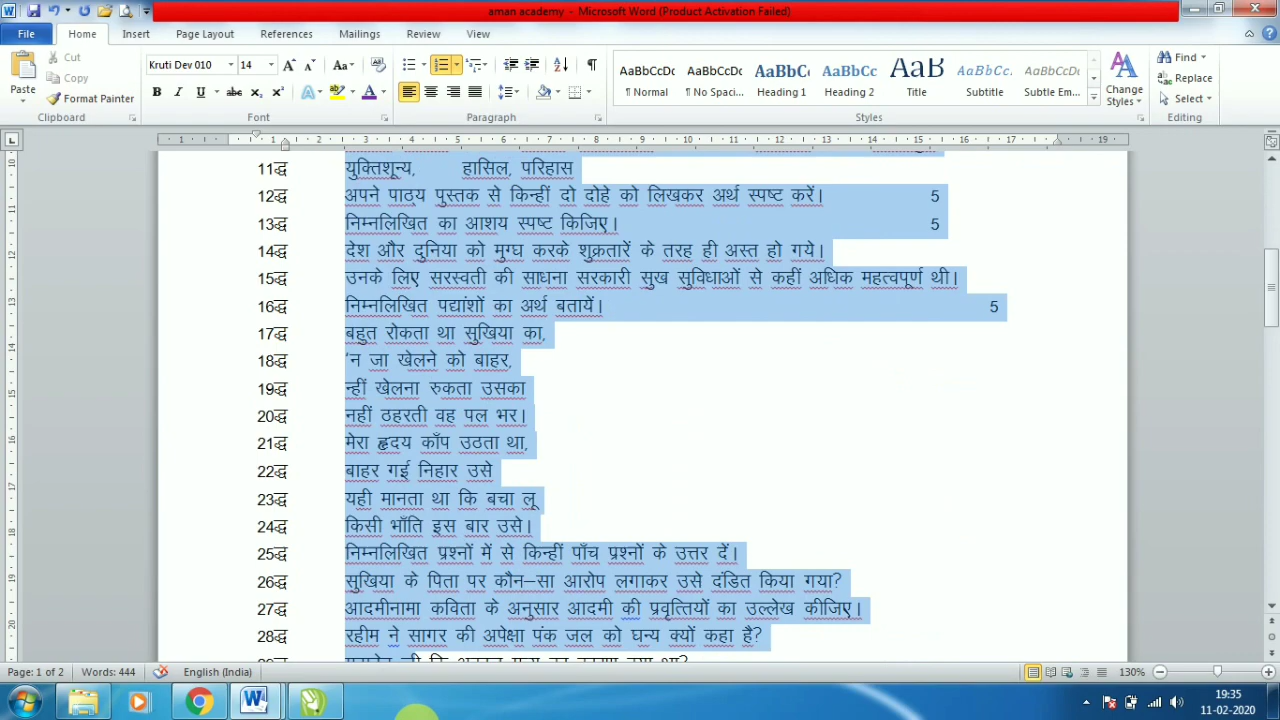 aman academy - Microsoft Word (Product Activation Failed)
File Home Insert Page Layout References Mailings Review View
Cut
Copy
Format Painter
Paste
Clipboard
Kruti Dev 010 14
Font
Paragraph
AaBbCcDc AaBbCcDc AaBbCc AaBbCc AaB AaBbCcI AaBbCcDc
¶ Normal ¶ No Spaci... Heading 1 Heading 2 Title Subtitle Subtle Em...
Change Styles
Styles
Find
Replace
Select
Editing
11द्ध युक्तिशून्य, हासिल, परिहास
12द्ध अपने पाठ्य पुस्तक से किन्हीं दो दोहे को लिखकर अर्थ स्पष्ट करें। 5
13द्ध निम्नलिखित का आशय स्पष्ट किजिए। 5
14द्ध देश और दुनिया को मुग्घ करके शुक्रतारें के तरह ही अस्त हो गये।
15द्ध उनके लिए सरस्वती की साधना सरकारी सुख सुविधाओं से कहीं अधिक महत्वपूर्ण थी।
16द्ध निम्नलिखित पद्यांशों का अर्थ बतायें। 5
17द्ध बहुत रोकता था सुखिया का,
18द्ध ‘न जा खेलने को बाहर,
19द्ध न्हीं खेलना रुकता उसका
20द्ध नहीं ठहरती वह पल भर।
21द्ध मेरा हृदय काँप उठता था,
22द्ध बाहर गई निहार उसे
23द्ध यही मानता था कि बचा लू
24द्ध किसी भाँति इस बार उसे।
25द्ध निम्नलिखित प्रश्नों में से किन्हीं पाँच प्रश्नों के उत्तर दें।
26द्ध सुखिया के पिता पर कौन–सा आरोप लगाकर उसे दंडित किया गया?
27द्ध आदमीनामा कविता के अनुसार आदमी की प्रवृत्तियों का उल्लेख कीजिए।
28द्ध रहीम ने सागर की अपेक्षा पंक जल को घन्य क्यों कहा है?
Page: 1 of 2 Words: 444 English (India) 130%
19:35
11-02-2020